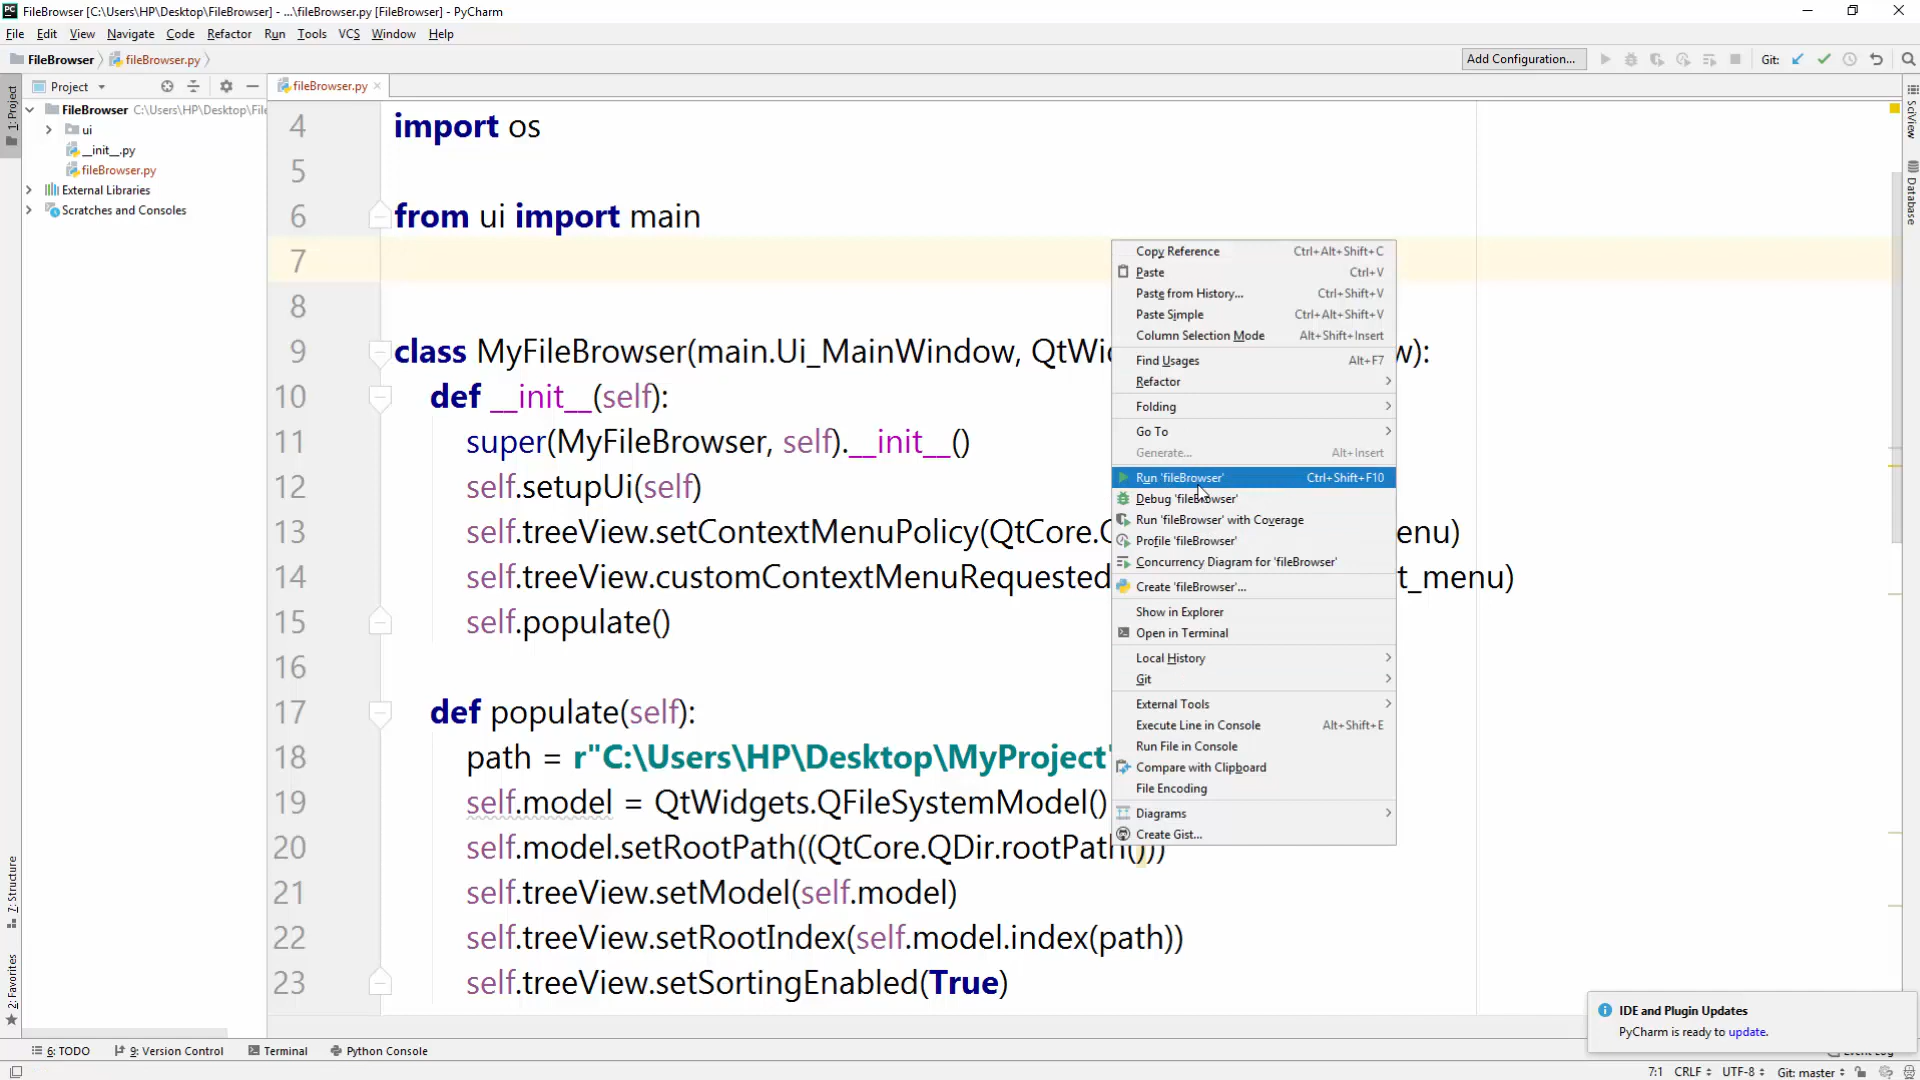 FileBrowser [C:\Users\HP\Desktop\FileBrowser] - ...\fileBrowser.py [FileBrowser] - PyCharm
File Edit View Navigate Code Refactor Run Tools VCS Window Help
FileBrowser fileBrowser.py Add Configuration... Git:
Project fileBrowser.py
1: Project
FileBrowser C:\Users\HP\Desktop\File
ui
__init__.py
fileBrowser.py
External Libraries
Scratches and Consoles
7: Structure
2: Favorites
4 import os
5
6 from ui import main
7
8
9 class MyFileBrowser(main.Ui_MainWindow, QtWi w):
10 def __init__(self):
11 super(MyFileBrowser, self).__init__()
12 self.setupUi(self)
13 self.treeView.setContextMenuPolicy(QtCore. enu)
14 self.treeView.customContextMenuRequested t_menu)
15 self.populate()
16
17 def populate(self):
18 path = r"C:\Users\HP\Desktop\MyProject"
19 self.model = QtWidgets.QFileSystemModel()
20 self.model.setRootPath((QtCore.QDir.rootPath()))
21 self.treeView.setModel(self.model)
22 self.treeView.setRootIndex(self.model.index(path))
23 self.treeView.setSortingEnabled(True)
Copy Reference Ctrl+Alt+Shift+C
Paste Ctrl+V
Paste from History... Ctrl+Shift+V
Paste Simple Ctrl+Alt+Shift+V
Column Selection Mode Alt+Shift+Insert
Find Usages Alt+F7
Refactor
Folding
Go To
Generate... Alt+Insert
Run 'fileBrowser' Ctrl+Shift+F10
Debug 'fileBrowser'
Run 'fileBrowser' with Coverage
Profile 'fileBrowser'
Concurrency Diagram for 'fileBrowser'
Create 'fileBrowser'...
Show in Explorer
Open in Terminal
Local History
Git
External Tools
Execute Line in Console Alt+Shift+E
Run File in Console
Compare with Clipboard
File Encoding
Diagrams
Create Gist...
SciView
Database
IDE and Plugin Updates
PyCharm is ready to update.
6: TODO 9: Version Control Terminal Python Console Event Log
7:1 CRLF UTF-8 Git: master